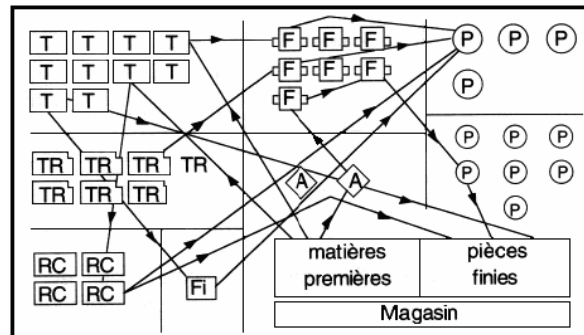 T T T T F F F P P P
T T T T F F F P
T T F P P P
TR TR TR TR P P P
TR TR TR A A P
RC RC matières pièces
RC RC Fi premières finies
Magasin